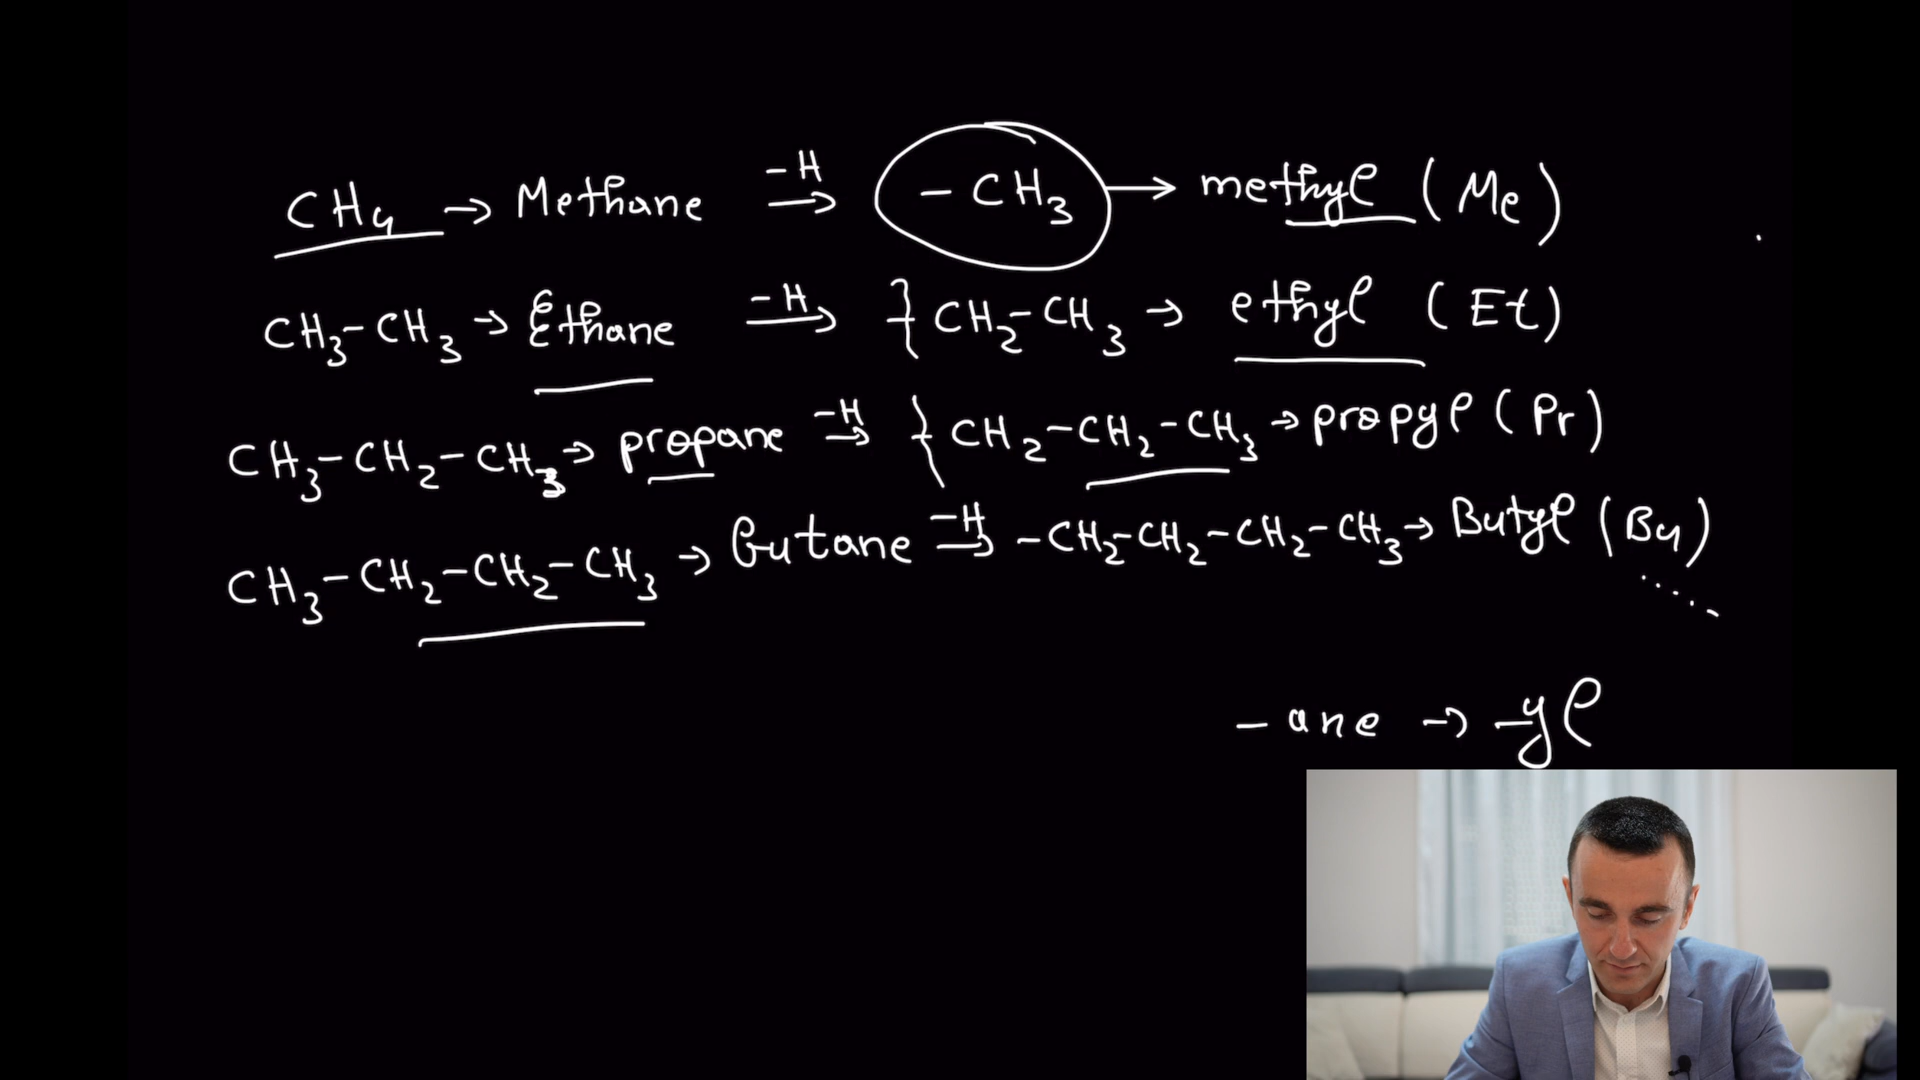 CH₄ → Methane -H → -CH₃ → methyl (Me)
CH₃-CH₃ → Ethane -H → }CH₂-CH₃ → ethyl (Et)
CH₃-CH₂-CH₃ → propane -H → {CH₂-CH₂-CH₃ → propyl (Pr)
CH₃-CH₂-CH₂-CH₃ → butane -H → -CH₂-CH₂-CH₂-CH₃ → Butyl (Bu)
.....
-ane → -yl